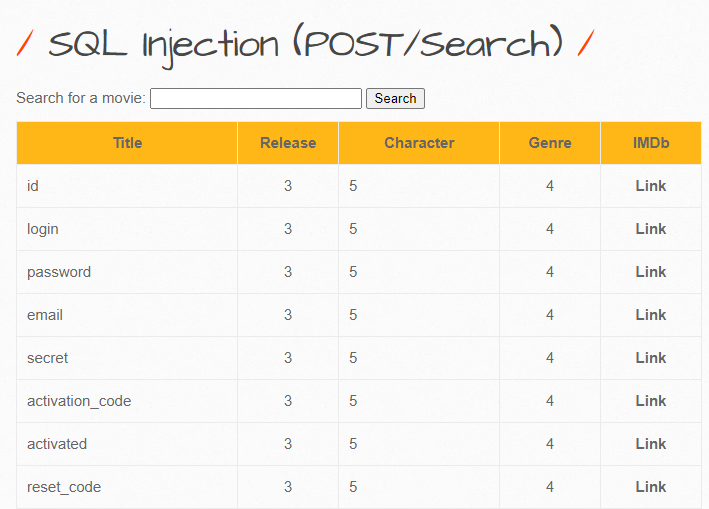 / SQL Injection (POST/Search) /
Search for a movie: Search
Title Release Character Genre IMDb
id 3 5 4 Link
login 3 5 4 Link
password 3 5 4 Link
email 3 5 4 Link
secret 3 5 4 Link
activation_code 3 5 4 Link
activated 3 5 4 Link
reset_code 3 5 4 Link